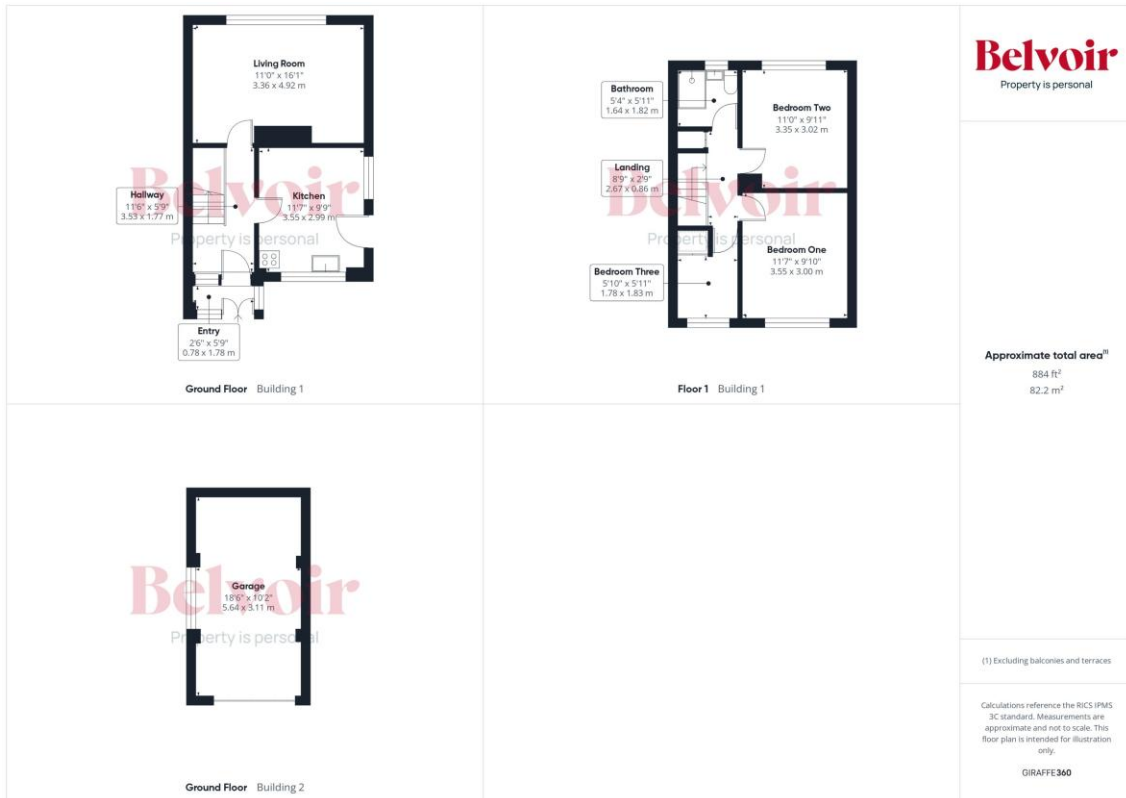 Living Room
11'0" x 16'1"
3.36 x 4.92 m
Hallway
11'6" x 5'9"
3.53 x 1.77 m
Kitchen
11'7" x 9'9"
3.55 x 2.99 m
Entry
2'6" x 5'9"
0.78 x 1.78 m
Belvoir
Property is personal
Ground Floor Building 1
Bathroom
5'4" x 5'11"
1.64 x 1.82 m
Bedroom Two
11'0" x 9'11"
3.35 x 3.02 m
Landing
8'9" x 2'9"
2.67 x 0.86 m
Bedroom One
11'7" x 9'10"
3.55 x 3.00 m
Bedroom Three
5'10" x 5'11"
1.78 x 1.83 m
Belvoir
Property is personal
Floor 1 Building 1
Garage
18'6" x 10'2"
5.64 x 3.11 m
Belvoir
Property is personal
Ground Floor Building 2
Belvoir
Property is personal
Approximate total area(1)
884 ft²
82.2 m²
(1) Excluding balconies and terraces
Calculations reference the RICS IPMS
3C standard. Measurements are
approximate and not to scale. This
floor plan is intended for illustration
only.
GIRAFFE360